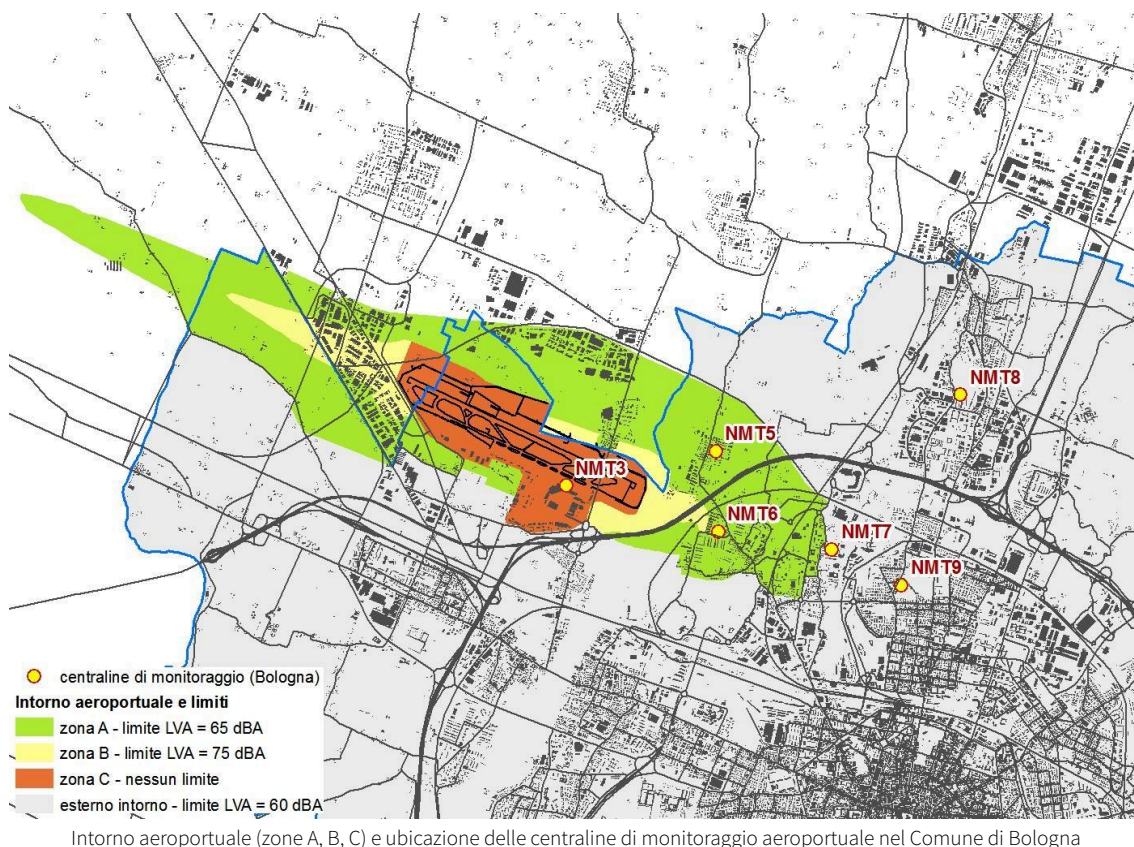 NMT8
NMT5
NMT3
NMT6
NMT7
NMT9
centraline di monitoraggio (Bologna)
Intorno aeroportuale e limiti
zona A - limite LVA = 65 dBA
zona B - limite LVA = 75 dBA
zona C - nessun limite
esterno intorno - limite LVA = 60 dBA
Intorno aeroportuale (zone A, B, C) e ubicazione delle centraline di monitoraggio aeroportuale nel Comune di Bologna